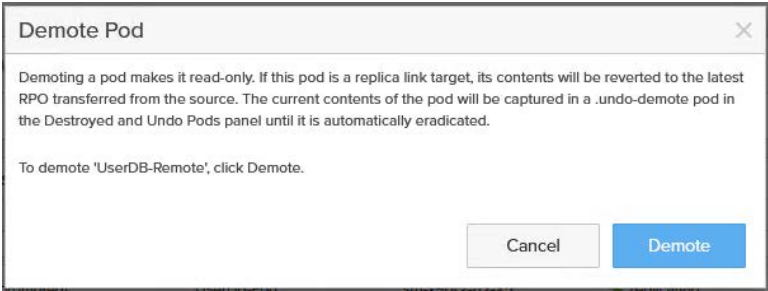 Demote Pod
Demoting a pod makes it read-only. If this pod is a replica link target, its contents will be reverted to the latest
RPO transferred from the source. The current contents of the pod will be captured in a .undo-demote pod in
the Destroyed and Undo Pods panel until it is automatically eradicated.
To demote 'UserDB-Remote', click Demote.
Cancel
Demote